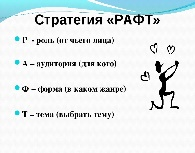 Стратегия «РАФТ»
Р - роль (от чьего лица)
А – аудитория (для кого)
Ф – форма (в каком жанре)
Т – тема (выбрать тему)